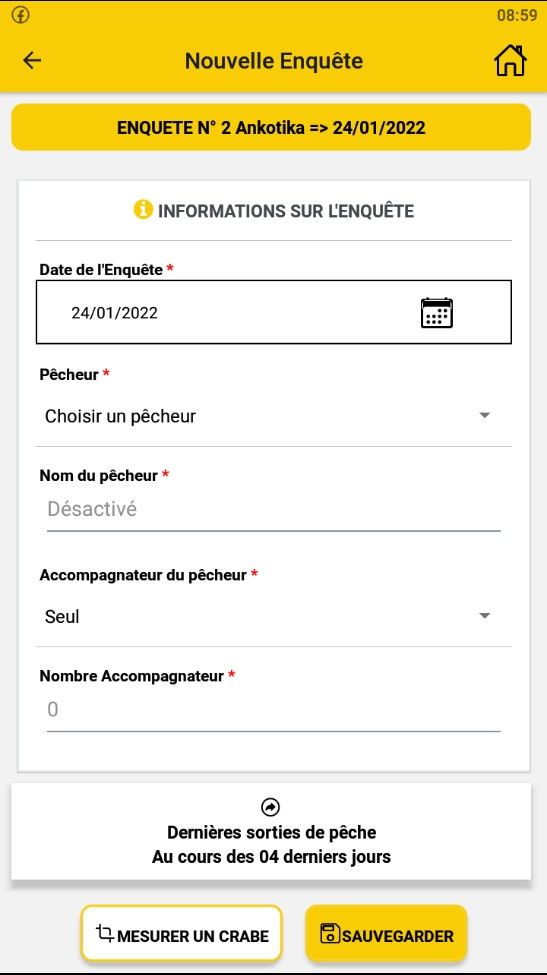 08:59
Nouvelle Enquête
ENQUETE N° 2 Ankotika => 24/01/2022
INFORMATIONS SUR L'ENQUÊTE
Date de l'Enquête *
24/01/2022
Pêcheur *
Choisir un pêcheur
Nom du pêcheur *
Désactivé
Accompagnateur du pêcheur *
Seul
Nombre Accompagnateur *
0
Dernières sorties de pêche
Au cours des 04 derniers jours
MESURER UN CRABE
SAUVEGARDER